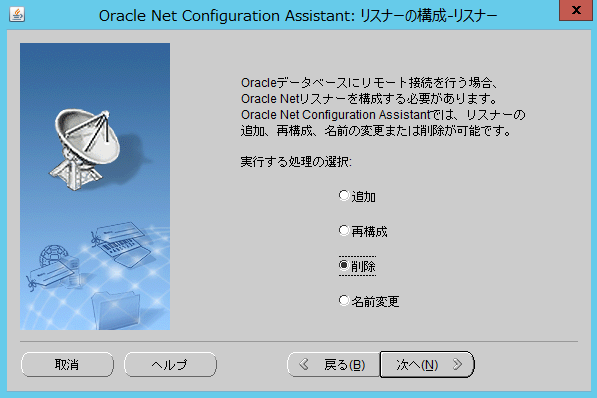 Oracle Net Configuration Assistant: リスナーの構成-リスナー
x
Oracleデータベースにリモート接続を行う場合、
Oracle Netリスナーを構成する必要があります。
Oracle Net Configuration Assistantでは、リスナーの
追加、再構成、名前の変更または削除が可能です。
実行する処理の選択:
追加
再構成
削除
名前変更
取消 ヘルプ 戻る(B) 次へ(N)